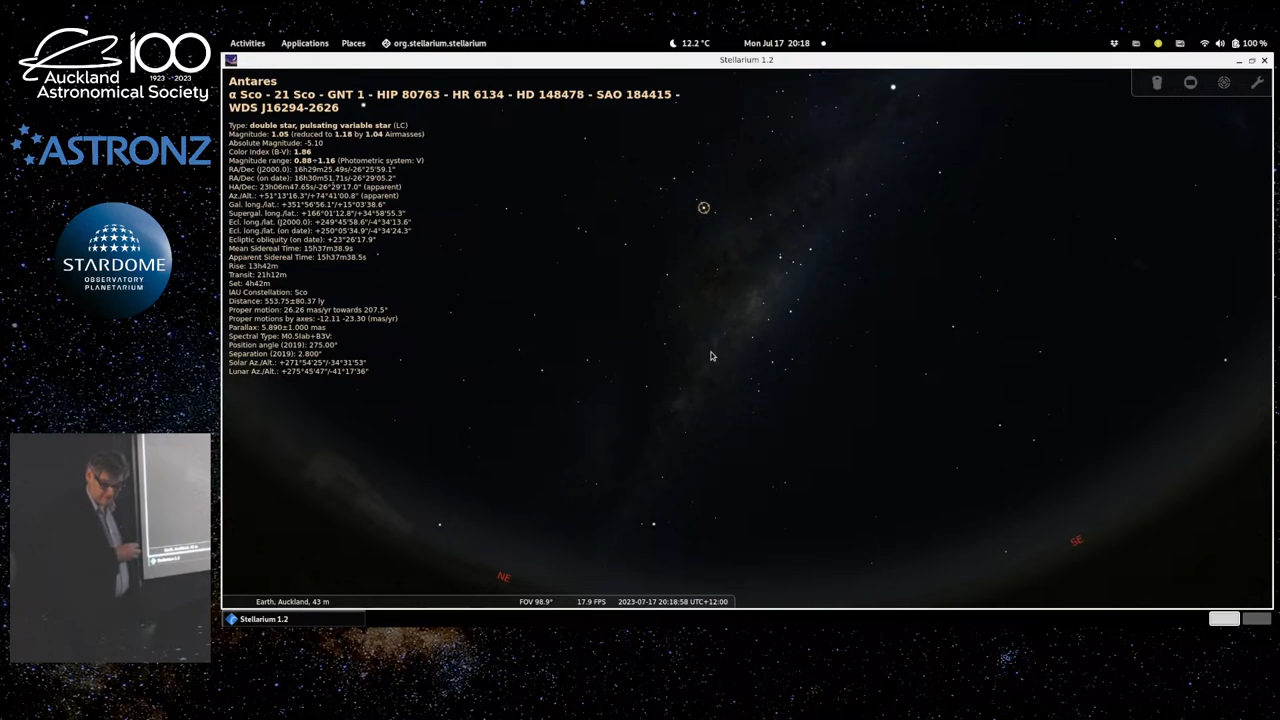 100
1923 - 2023
Auckland
Astronomical Society
ASTRONZ
STARDOME
OBSERVATORY
PLANETARIUM
Activities Applications Places org.stellarium.stellarium 12.2 °C Mon Jul 17 20:18 100 %
Stellarium 1.2
Antares
α Sco - 21 Sco - GNT 1 - HIP 80763 - HR 6134 - HD 148478 - SAO 184415 -
WDS J16294-2626
Type: double star, pulsating variable star (LC)
Magnitude: 1.05 (reduced to 1.18 by 1.04 Airmasses)
Absolute Magnitude: -5.10
Color Index (B-V): 1.86
Magnitude range: 0.88÷1.16 (Photometric system: V)
RA/Dec (J2000.0): 16h29m25.49s/-26°25'59.1"
RA/Dec (on date): 16h30m51.71s/-26°29'05.2"
HA/Dec: 23h06m47.65s/-26°29'17.0" (apparent)
Az./Alt.: +51°13'16.3"/+74°41'00.8" (apparent)
Gal. long./lat.: +351°56'56.1"/+15°03'38.6"
Supergal. long./lat.: +166°01'12.8"/+34°58'55.3"
Ecl. long./lat. (J2000.0): +249°45'58.6"/-4°34'13.6"
Ecl. long./lat. (on date): +250°05'34.9"/-4°34'24.3"
Ecliptic obliquity (on date): +23°26'17.9"
Mean Sidereal Time: 15h37m38.9s
Apparent Sidereal Time: 15h37m38.5s
Rise: 13h42m
Transit: 21h12m
Set: 4h42m
IAU Constellation: Sco
Distance: 553.75±80.37 ly
Proper motion: 26.26 mas/yr towards 207.5°
Proper motions by axes: -12.11 -23.30 (mas/yr)
Parallax: 5.890±1.000 mas
Spectral Type: M0.5Iab+B3V:
Position angle (2019): 275.00°
Separation (2019): 2.800"
Solar Az./Alt.: +271°54'25"/-34°31'53"
Lunar Az./Alt.: +275°45'47"/-41°17'36"
NE
SE
Earth, Auckland, 43 m FOV 98.9° 17.9 FPS 2023-07-17 20:18:58 UTC+12:00
Stellarium 1.2